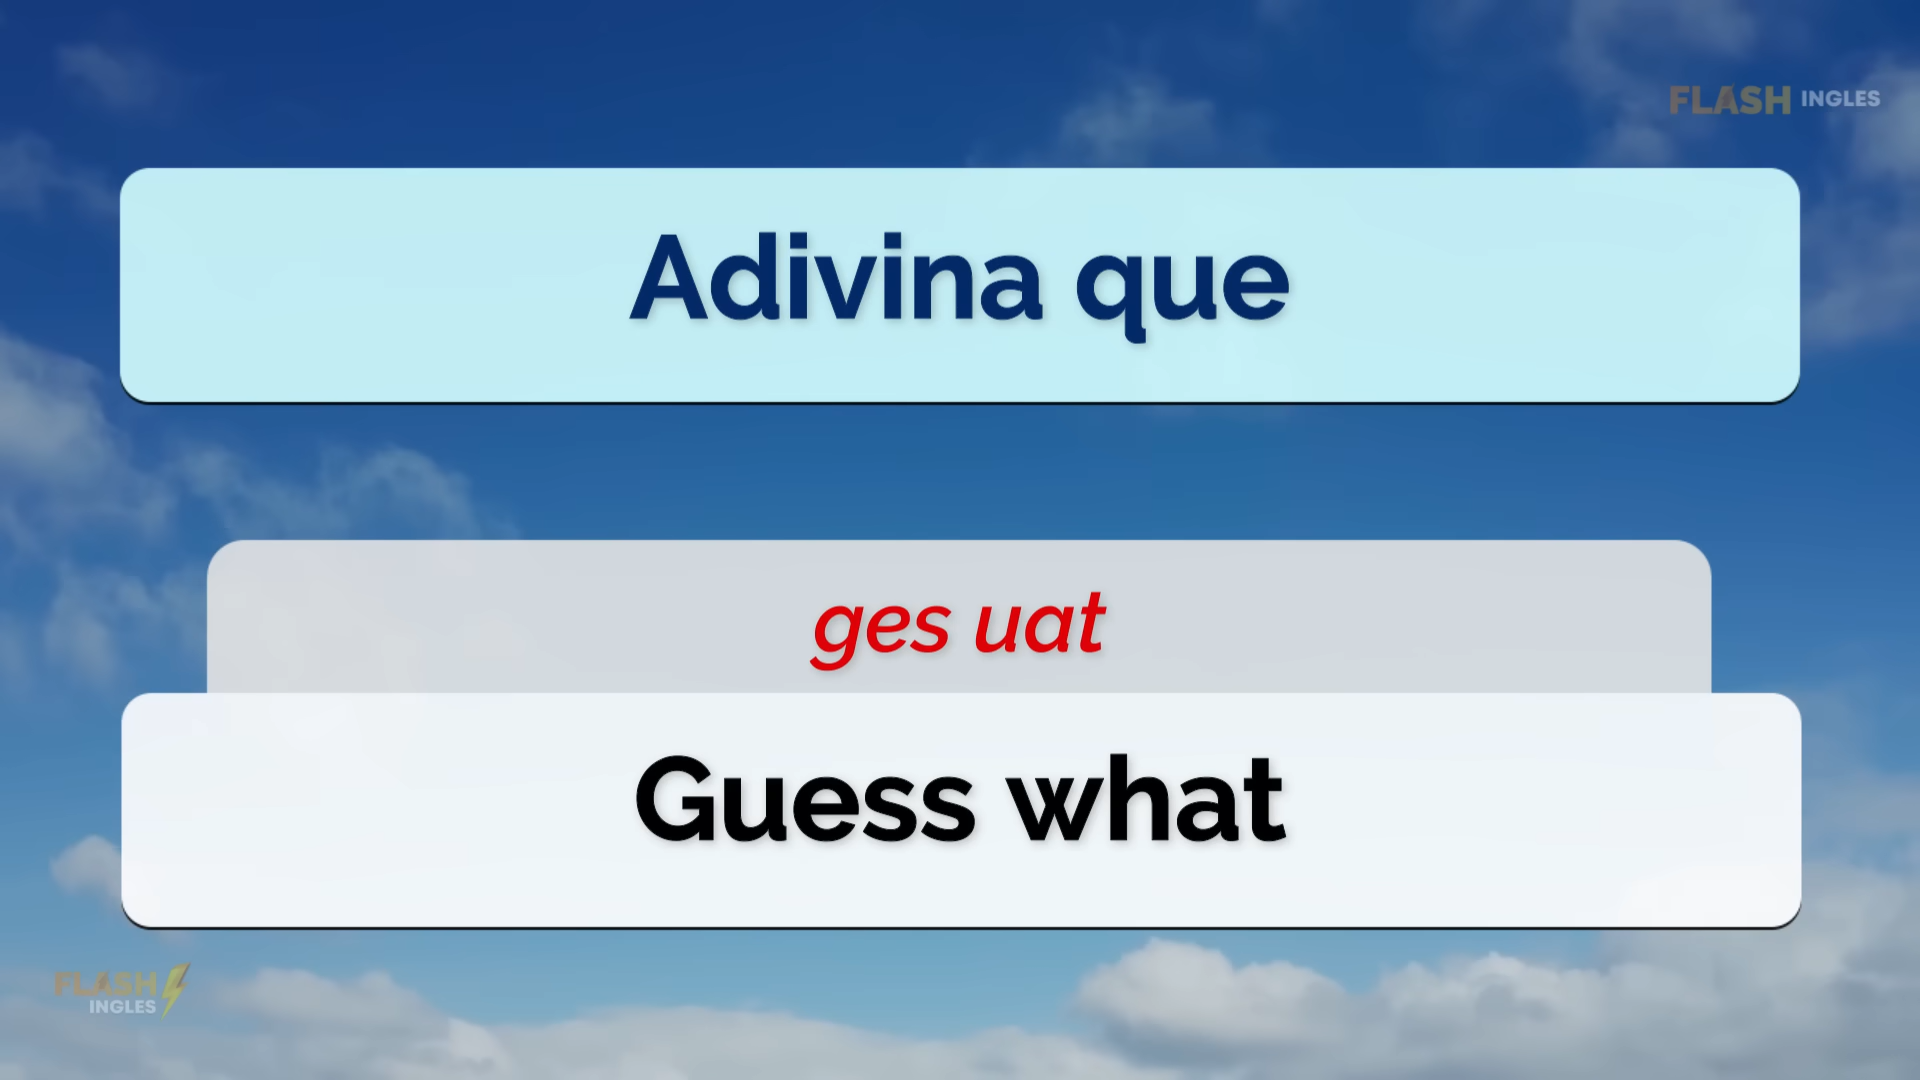 FLASH INGLES
Adivina que
ges uat
Guess what
FLASH
INGLES